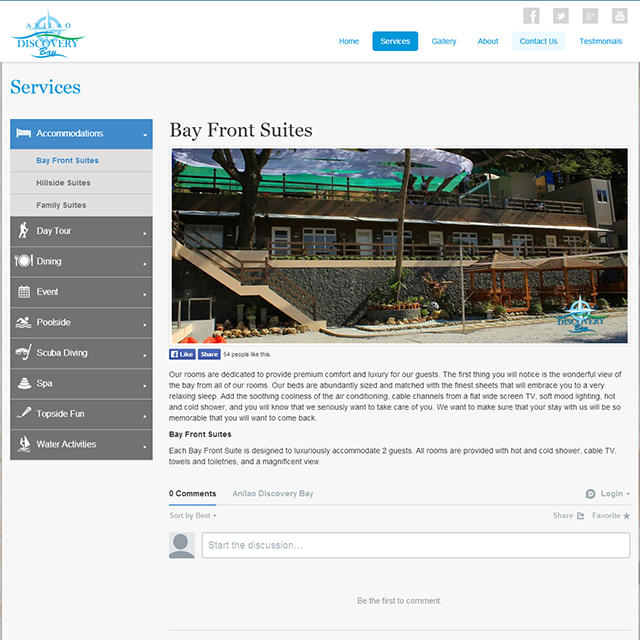 ANILAO
DISCOVERY
Bay
Home
Services
Gallery
About
Contact Us
Testimonials
Services
Accommodations
Bay Front Suites
Hillside Suites
Family Suites
Day Tour
Dining
Event
Poolside
Scuba Diving
Spa
Topside Fun
Water Activities
Bay Front Suites
DISCOVERY
Bay
Like
Share
54 people like this.
Our rooms are dedicated to provide premium comfort and luxury for our guests. The first thing you will notice is the wonderful view of
the bay from all of our rooms. Our beds are abundantly sized and matched with the finest sheets that will embrace you to a very
relaxing sleep. Add the soothing coolness of the air conditioning, cable channels from a flat wide screen TV, soft mood lighting, hot
and cold shower, and you will know that we seriously want to take care of you. We want to make sure that your stay with us will be so
memorable that you will want to come back.
Bay Front Suites
Each Bay Front Suite is designed to luxuriously accommodate 2 guests. All rooms are provided with hot and cold shower, cable TV,
towels and toiletries, and a magnificent view.
0 Comments
Anilao Discovery Bay
Login
Sort by Best
Share
Favorite
Start the discussion…
Be the first to comment.